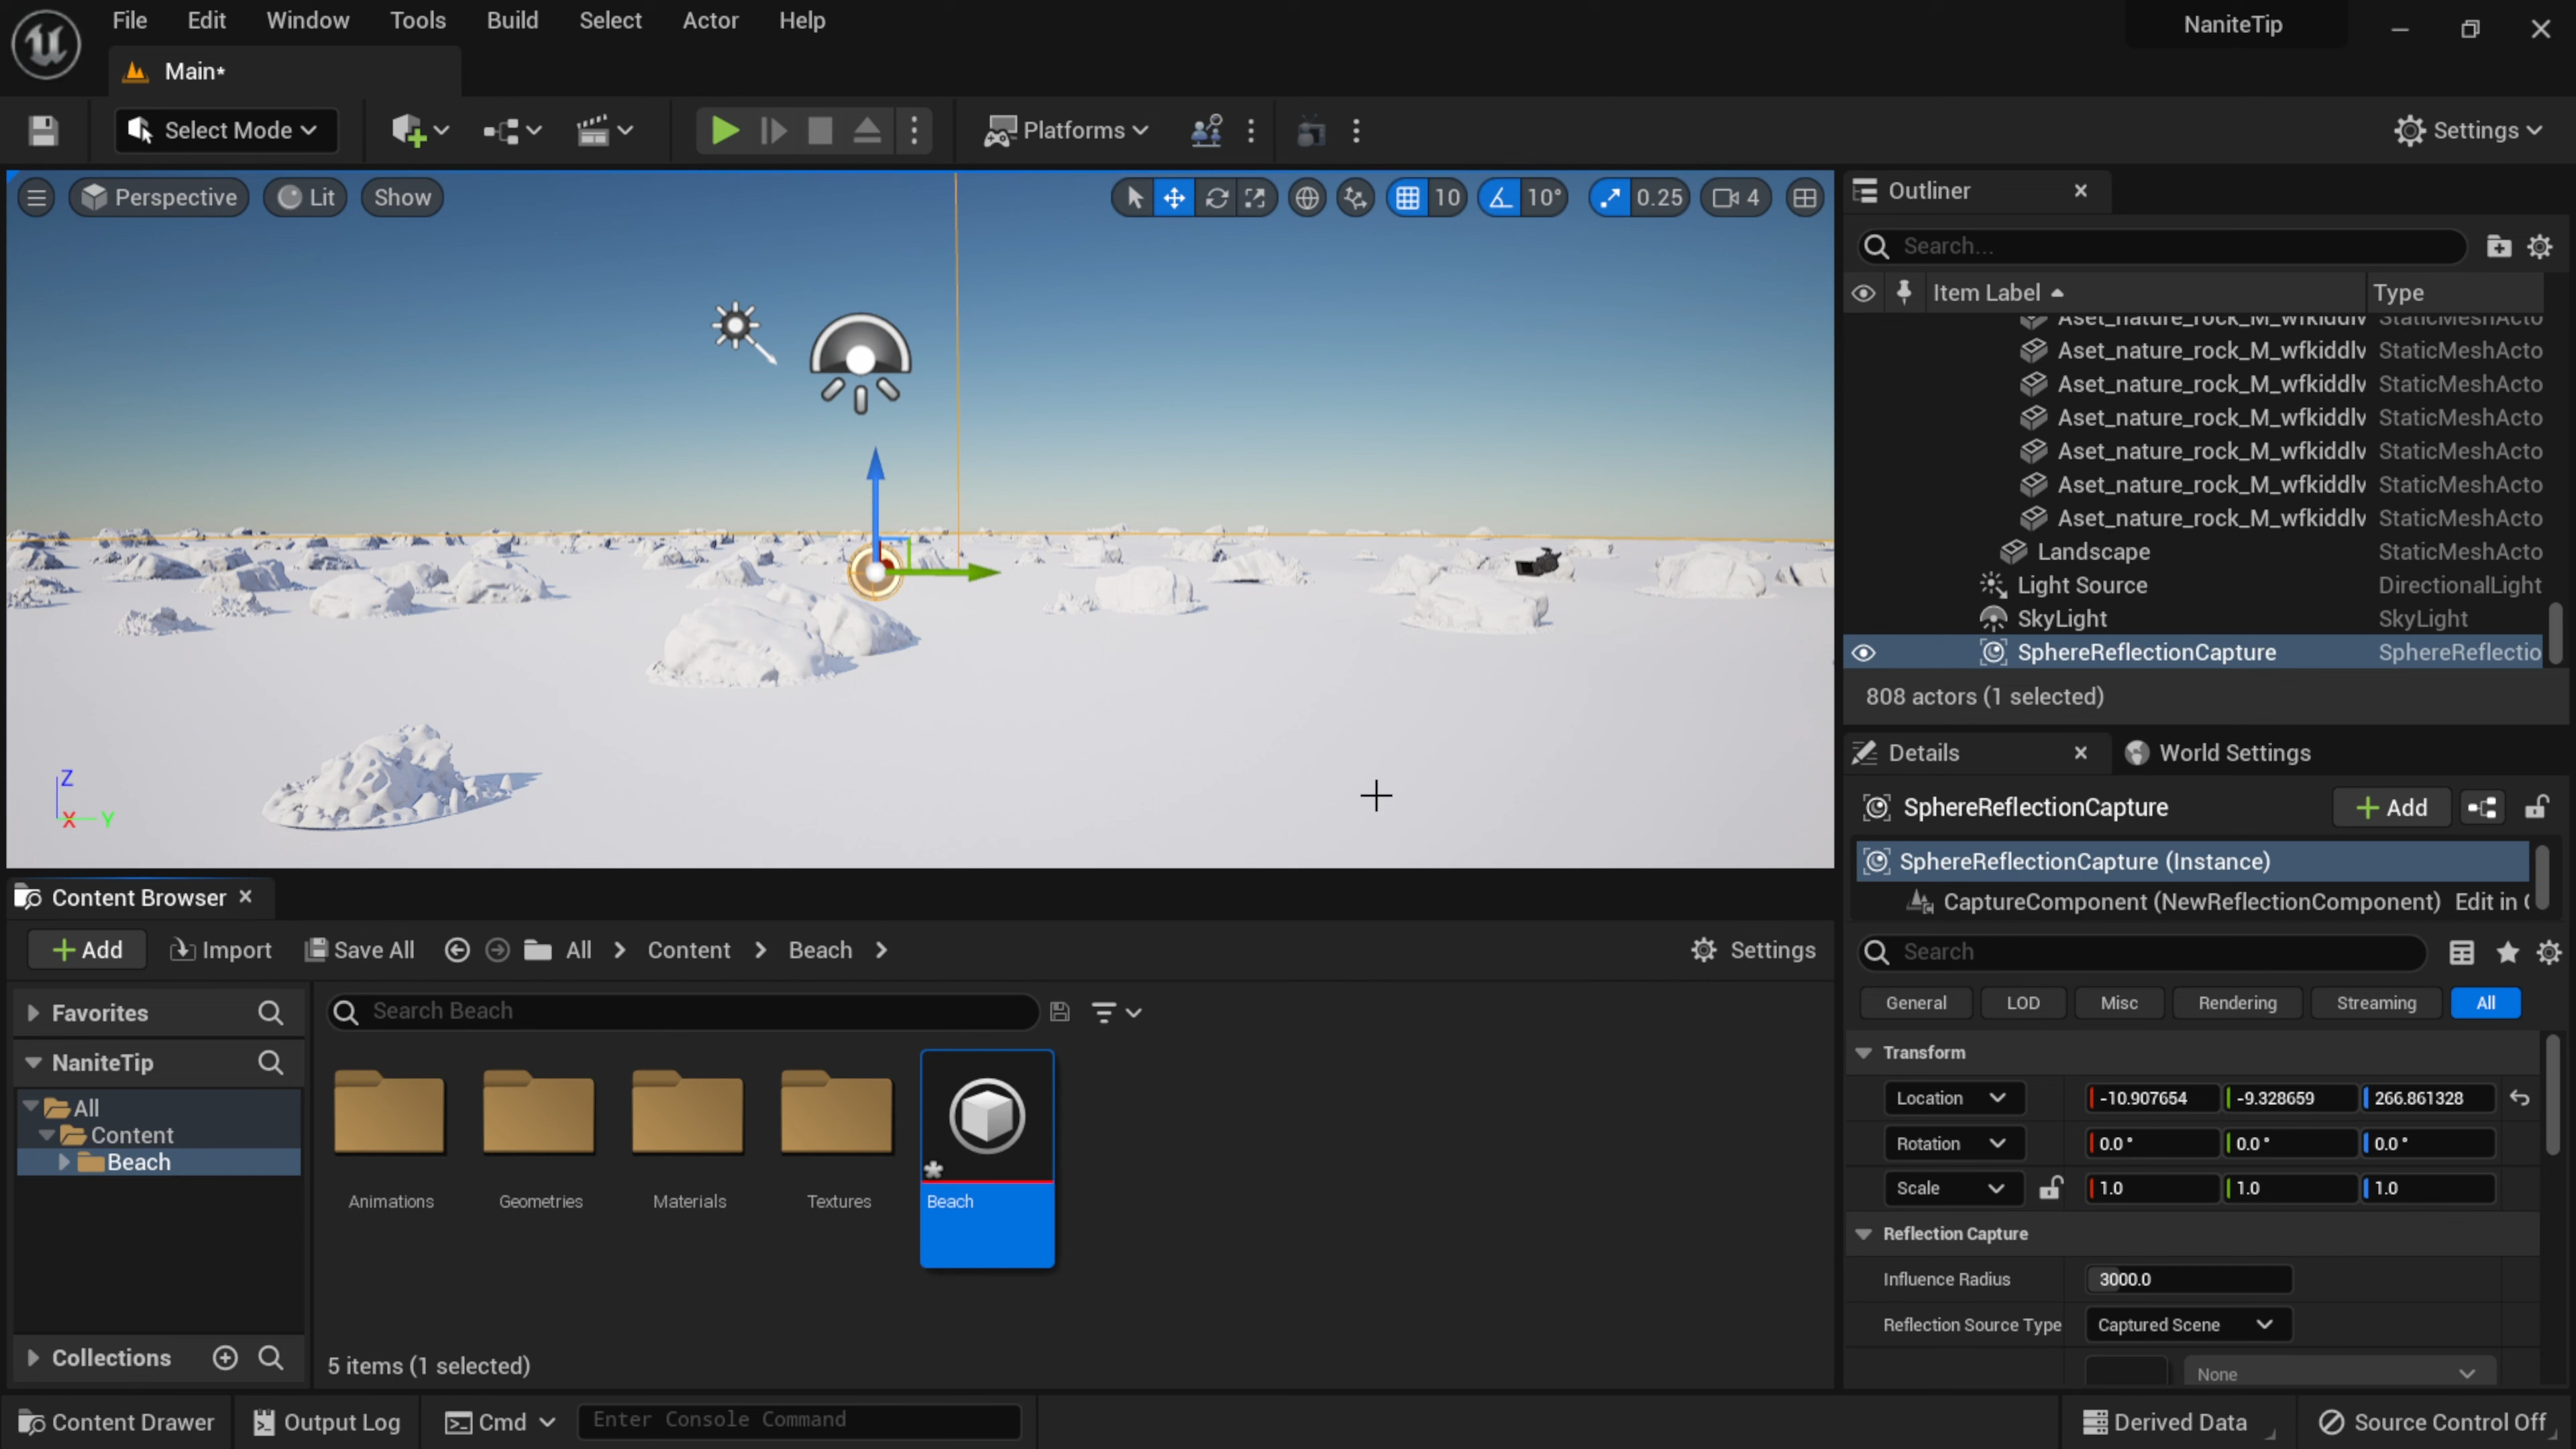 File Edit Window Tools Build Select Actor Help
NaniteTip
Main*
Select Mode
Platforms
Settings
Perspective Lit Show
10 10° 0.25 4
Z
X Y
Outliner
Search...
Item Label Type
Aset_nature_rock_M_wfkiddlv StaticMeshActo
Aset_nature_rock_M_wfkiddlv StaticMeshActo
Aset_nature_rock_M_wfkiddlv StaticMeshActo
Aset_nature_rock_M_wfkiddlv StaticMeshActo
Aset_nature_rock_M_wfkiddlv StaticMeshActo
Aset_nature_rock_M_wfkiddlv StaticMeshActo
Aset_nature_rock_M_wfkiddlv StaticMeshActo
Landscape StaticMeshActo
Light Source DirectionalLight
SkyLight SkyLight
SphereReflectionCapture SphereReflectio
808 actors (1 selected)
Details World Settings
SphereReflectionCapture Add
SphereReflectionCapture (Instance)
CaptureComponent (NewReflectionComponent) Edit in
Search
General LOD Misc Rendering Streaming All
Transform
Location -10.907654 -9.328659 266.861328
Rotation 0.0° 0.0° 0.0°
Scale 1.0 1.0 1.0
Reflection Capture
Influence Radius 3000.0
Reflection Source Type Captured Scene
None
Content Browser
Add Import Save All All Content Beach Settings
Favorites
NaniteTip
All
Content
Beach
Collections
Search Beach
Animations Geometries Materials Textures Beach
5 items (1 selected)
Content Drawer Output Log Cmd Enter Console Command Derived Data Source Control Off